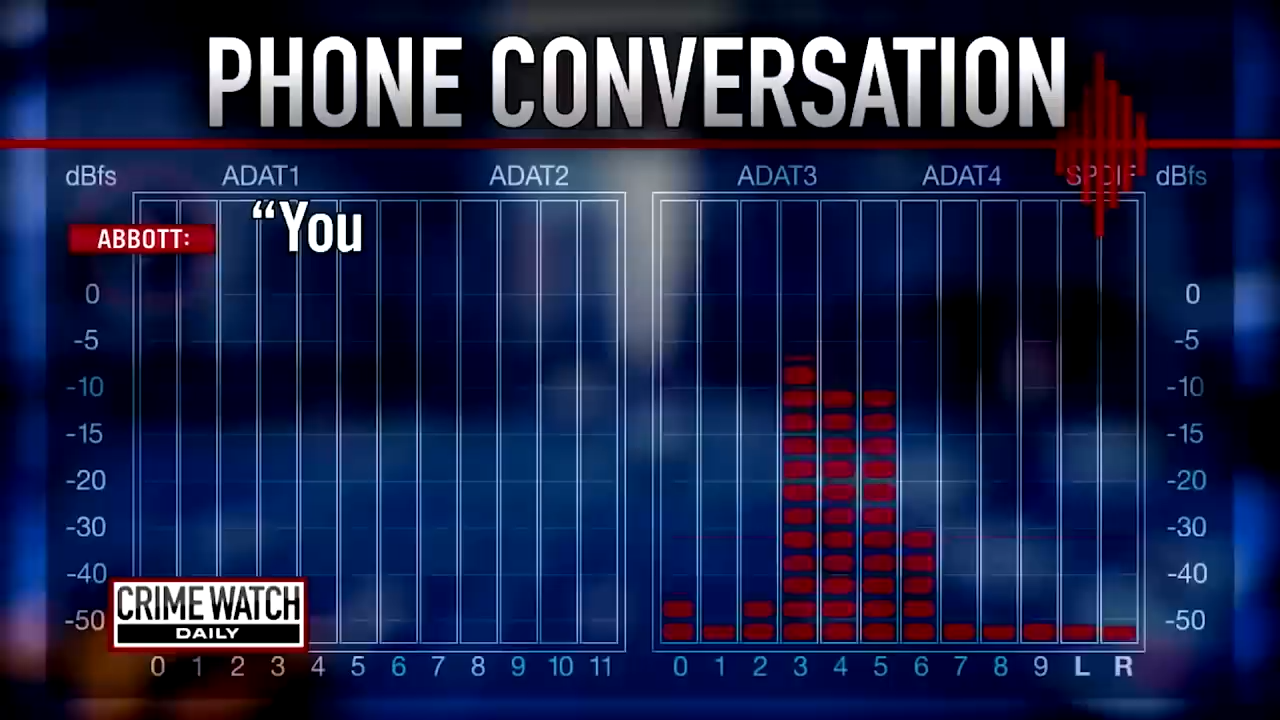 PHONE CONVERSATION
dBfs ADAT1 ADAT2 ADAT3 ADAT4 SPDIF dBfs
ABBOTT: “You
0 0
-5 -5
-10 -10
-15 -15
-20 -20
-30 -30
-40 -40
-50 -50
CRIME WATCH
DAILY
0 1 2 3 4 5 6 7 8 9 10 11 0 1 2 3 4 5 6 7 8 9 L R